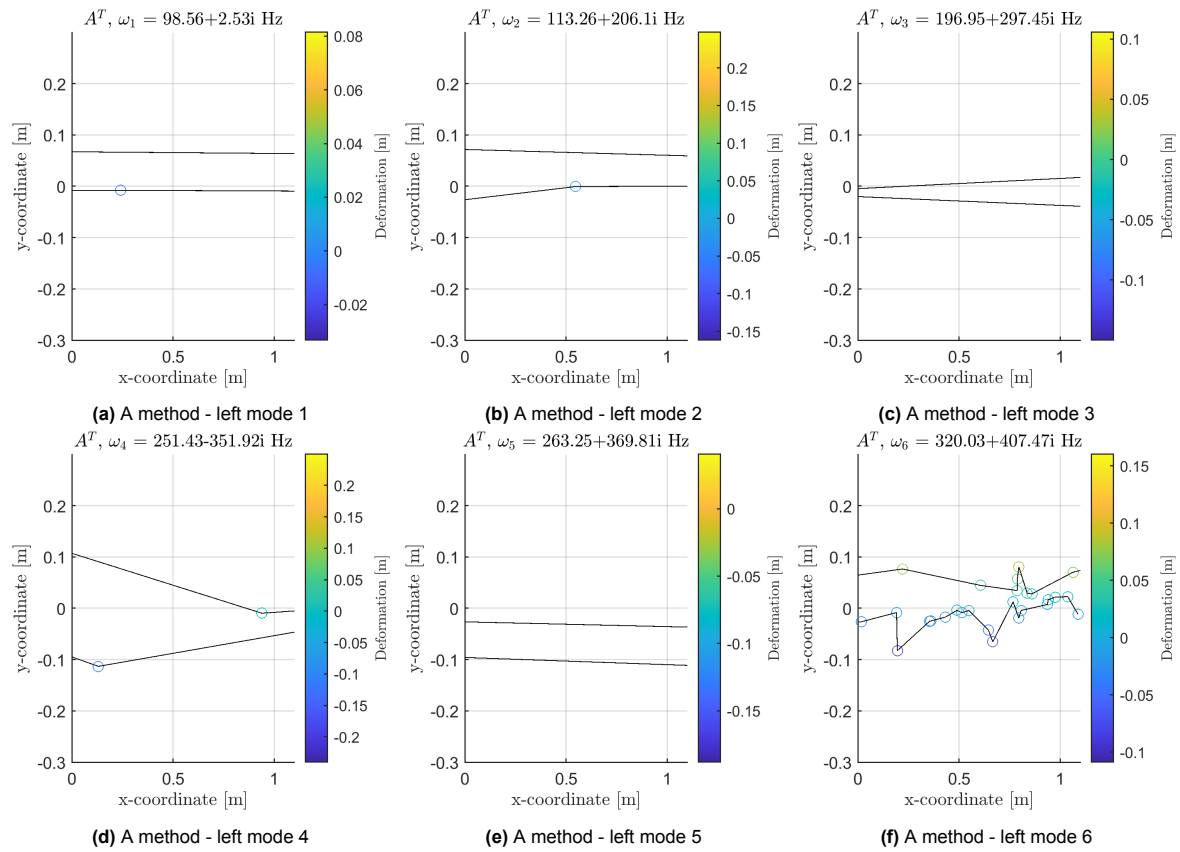 A^T, ω_1 = 98.56+2.53i Hz
0.2
0.1
0
-0.1
-0.2
-0.3
y-coordinate [m]
0 0.5 1
x-coordinate [m]
0.08
0.06
0.04
0.02
0
-0.02
Deformation [m]
(a) A method - left mode 1
A^T, ω_2 = 113.26+206.1i Hz
0.2
0.1
0
-0.1
-0.2
-0.3
y-coordinate [m]
0 0.5 1
x-coordinate [m]
0.2
0.15
0.1
0.05
0
-0.05
-0.1
-0.15
Deformation [m]
(b) A method - left mode 2
A^T, ω_3 = 196.95+297.45i Hz
0.2
0.1
0
-0.1
-0.2
-0.3
y-coordinate [m]
0 0.5 1
x-coordinate [m]
0.1
0.05
0
-0.05
-0.1
Deformation [m]
(c) A method - left mode 3
A^T, ω_4 = 251.43-351.92i Hz
0.2
0.1
0
-0.1
-0.2
-0.3
y-coordinate [m]
0 0.5 1
x-coordinate [m]
0.2
0.15
0.1
0.05
0
-0.05
-0.1
-0.15
-0.2
Deformation [m]
(d) A method - left mode 4
A^T, ω_5 = 263.25+369.81i Hz
0.2
0.1
0
-0.1
-0.2
-0.3
y-coordinate [m]
0 0.5 1
x-coordinate [m]
0
-0.05
-0.1
-0.15
Deformation [m]
(e) A method - left mode 5
A^T, ω_6 = 320.03+407.47i Hz
0.2
0.1
0
-0.1
-0.2
-0.3
y-coordinate [m]
0 0.5 1
x-coordinate [m]
0.15
0.1
0.05
0
-0.05
-0.1
Deformation [m]
(f) A method - left mode 6